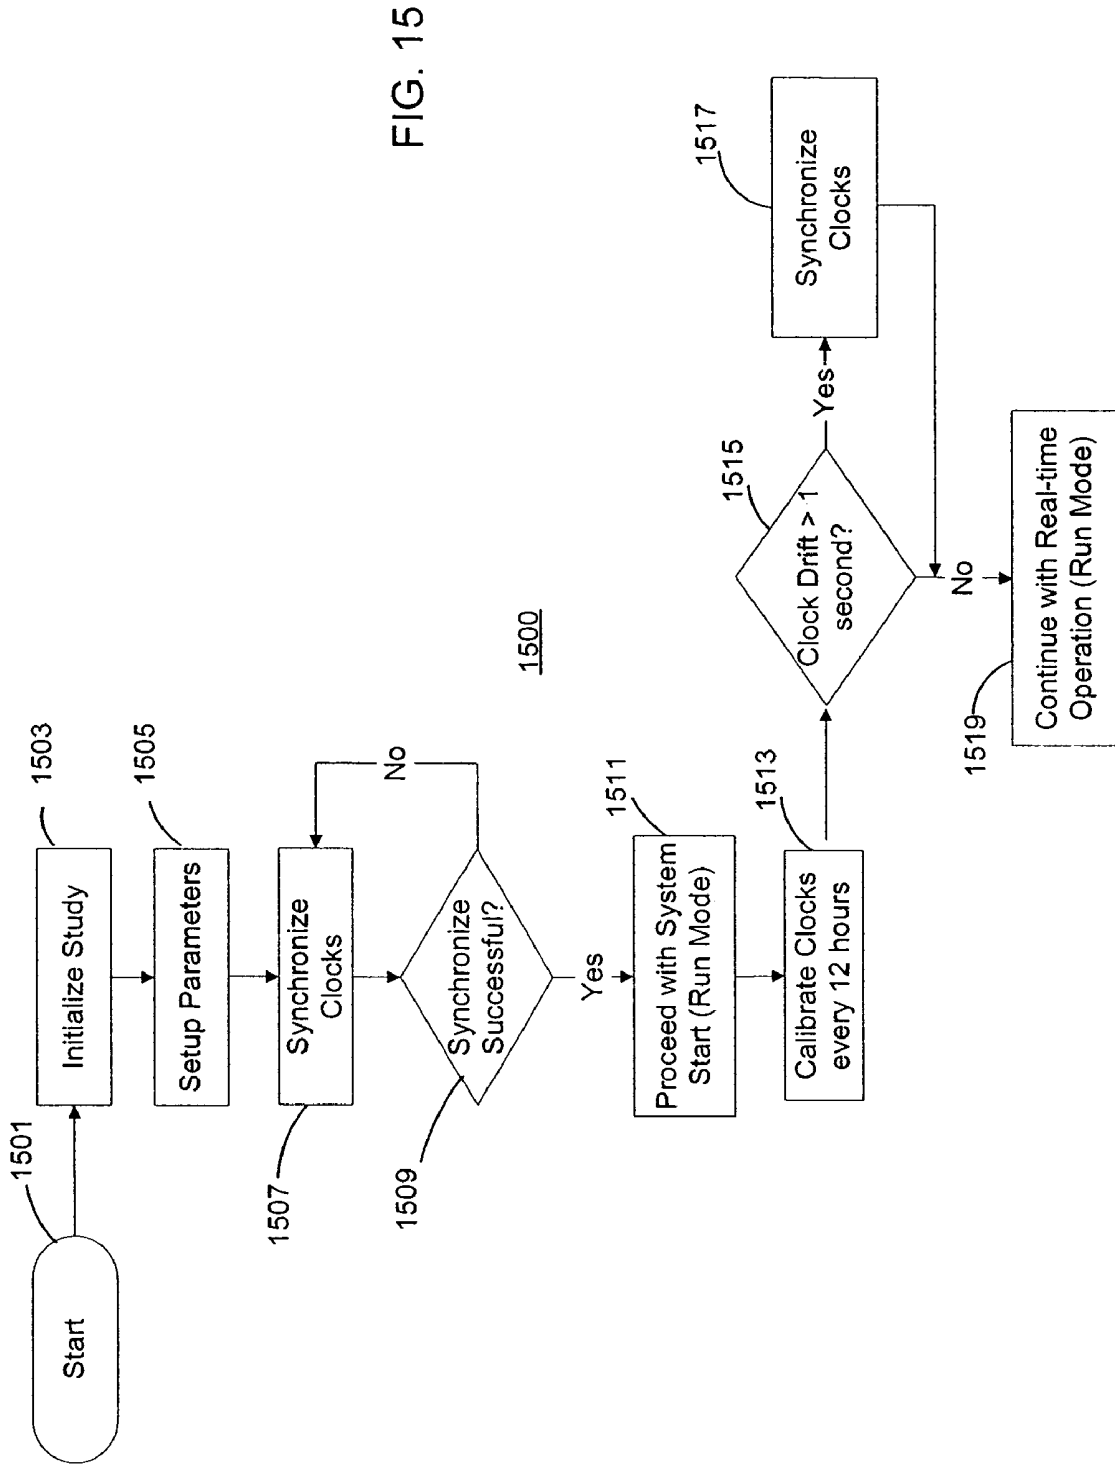 FIG. 15
1500
1501
Start
1503
Initialize Study
1505
Setup Parameters
1507
Synchronize
Clocks
No
1509
Synchronize
Successful?
Yes
1511
Proceed with System
Start (Run Mode)
1513
Calibrate Clocks
every 12 hours
1515
Clock Drift > 1
second?
Yes
1517
Synchronize
Clocks
No
1519
Continue with Real-time
Operation (Run Mode)